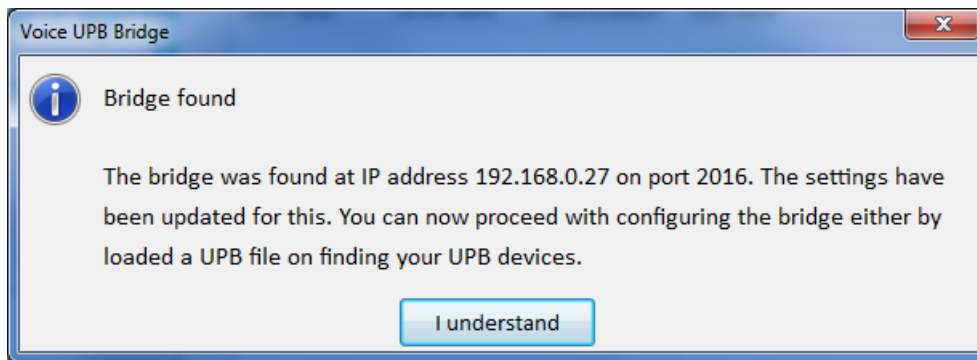 Voice UPB Bridge
Bridge found
The bridge was found at IP address 192.168.0.27 on port 2016. The settings have
been updated for this. You can now proceed with configuring the bridge either by
loaded a UPB file on finding your UPB devices.
I understand